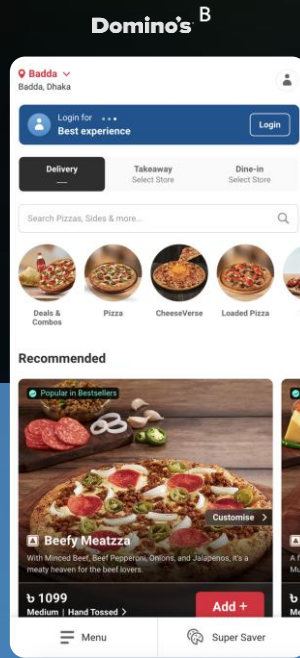 Domino's B
Badda
Badda, Dhaka
Login for
Best experience
Login
Delivery
Takeaway
Select Store
Dine-in
Select Store
Search Pizzas, Sides & more...
Deals &
Combos
Pizza
CheeseVerse
Loaded Pizza
Recommended
Popular in Bestsellers
Customise >
Beefy Meatzza
With Minced Beef, Beef Pepperoni, Onions, and Jalapenos, it's a
meaty heaven for the beef lovers.
৳ 1099
Medium | Hand Tossed >
Add +
Menu
Super Saver